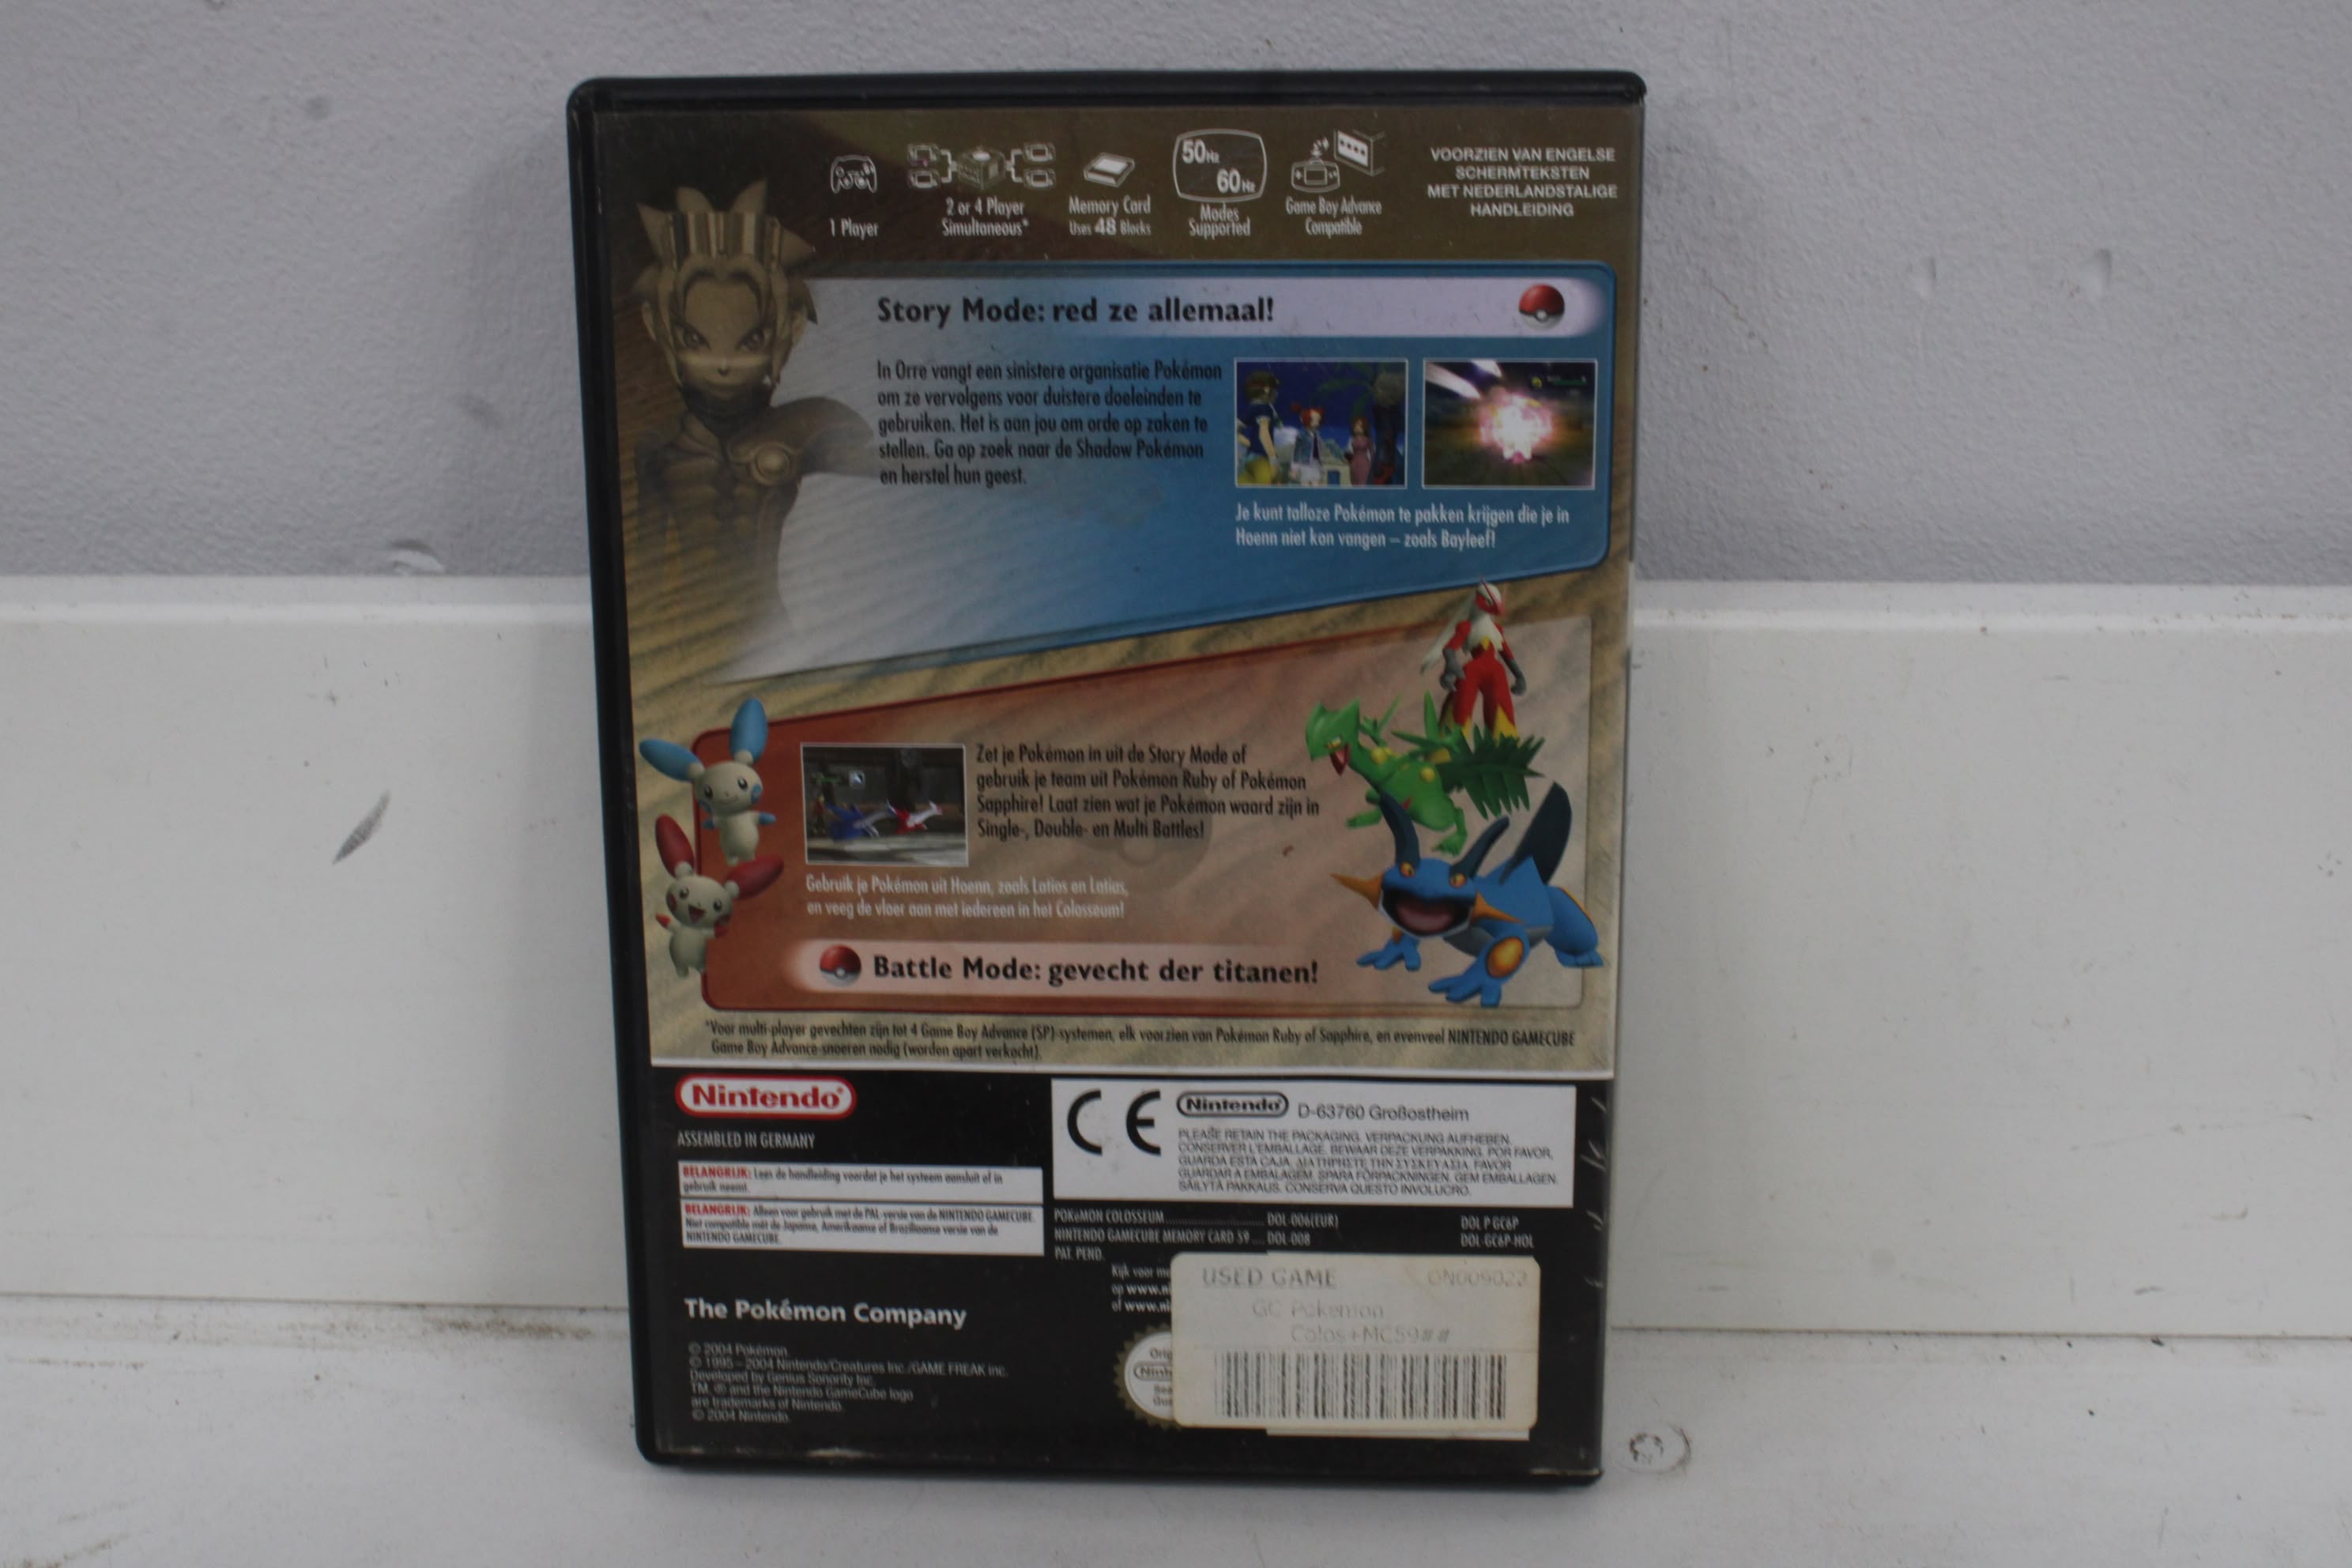 1 Player
2 or 4 Player
Simultaneous*
Memory Card
Uses 48 Blocks
50Hz
60Hz
Modes
Supported
Game Boy Advance
Compatible
VOORZIEN VAN ENGELSE
SCHERMTEKSTEN
MET NEDERLANDSTALIGE
HANDLEIDING
Story Mode: red ze allemaal!
In Orre vangt een sinistere organisatie Pokémon
om ze vervolgens voor duistere doeleinden te
gebruiken. Het is aan jou om orde op zaken te
stellen. Ga op zoek naar de Shadow Pokémon
en herstel hun geest.
Je kunt talloze Pokémon te pakken krijgen die je in
Hoenn niet kan vangen – zoals Bayleef!
Zet je Pokémon in uit de Story Mode of
gebruik je team uit Pokémon Ruby of Pokémon
Sapphire! Laat zien wat je Pokémon waard zijn in
Single-, Double- en Multi Battles!
Gebruik je Pokémon uit Hoenn, zoals Latios en Latias,
en veeg de vloer aan met iedereen in het Colosseum!
Battle Mode: gevecht der titanen!
*Voor multi-player gevechten zijn tot 4 Game Boy Advance (SP)-systemen, elk voorzien van Pokémon Ruby of Sapphire, en evenveel NINTENDO GAMECUBE
Game Boy Advance-snoeren nodig (worden apart verkocht).
Nintendo®
ASSEMBLED IN GERMANY
BELANGRIJK: Lees de handleiding voordat je het systeem aansluit of in
gebruik neemt.
BELANGRIJK: Alleen voor gebruik met de PAL-versie van de NINTENDO GAMECUBE.
Niet compatible mét de Japanse, Amerikaanse of Braziliaanse versie van de
NINTENDO GAMECUBE.
CE
Nintendo® D-63760 Großostheim
PLEASE RETAIN THE PACKAGING. VERPACKUNG AUFHEBEN.
CONSERVER L'EMBALLAGE. BEWAAR DEZE VERPAKKING. POR FAVOR,
GUARDA ESTA CAJA. ΔΙΑΤΗΡΗΣΤΕ ΤΗΝ ΣΥΣΚΕΥΑΣΙΑ. FAVOR
GUARDAR A EMBALAGEM. SPARA FÖRPACKNINGEN. GEM EMBALLAGEN.
SÄILYTÄ PAKKAUS. CONSERVA QUESTO INVOLUCRO.
POKéMON COLOSSEUM DOL-006(EUR) DOL P GC6P
NINTENDO GAMECUBE MEMORY CARD 59 DOL-008 DOL-GC6P-HOL
PAT. PEND.
Kijk voor
op www.
of www.
USED GAME GN009022
GC Pokemon
Colos+MC59##
The Pokémon Company
© 2004 Pokémon.
© 1995–2004 Nintendo/Creatures Inc./GAME FREAK inc.
Developed by Genius Sonority Inc.
TM, ® and the Nintendo GameCube logo
are trademarks of Nintendo.
© 2004 Nintendo.